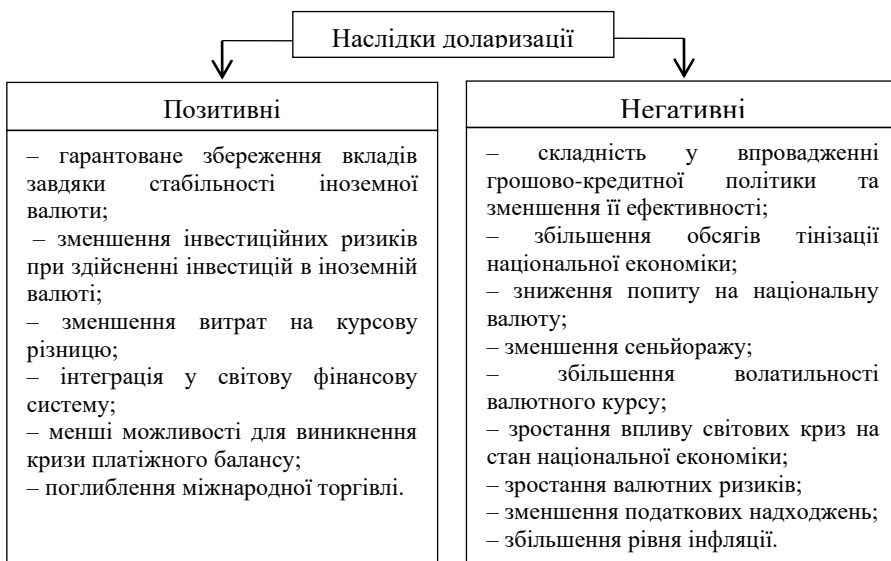 Наслідки доларизації
Позитивні
– гарантоване збереження вкладів
завдяки стабільності іноземної
валюти;
– зменшення інвестиційних ризиків
при здійсненні інвестицій в іноземній
валюті;
– зменшення витрат на курсову
різницю;
– інтеграція у світову фінансову
систему;
– менші можливості для виникнення
кризи платіжного балансу;
– поглиблення міжнародної торгівлі.
Негативні
– складність у впровадженні
грошово-кредитної політики та
зменшення її ефективності;
– збільшення обсягів тінізації
національної економіки;
– зниження попиту на національну
валюту;
– зменшення сеньйоражу;
– збільшення волатильності
валютного курсу;
– зростання впливу світових криз на
стан національної економіки;
– зростання валютних ризиків;
– зменшення податкових надходжень;
– збільшення рівня інфляції.